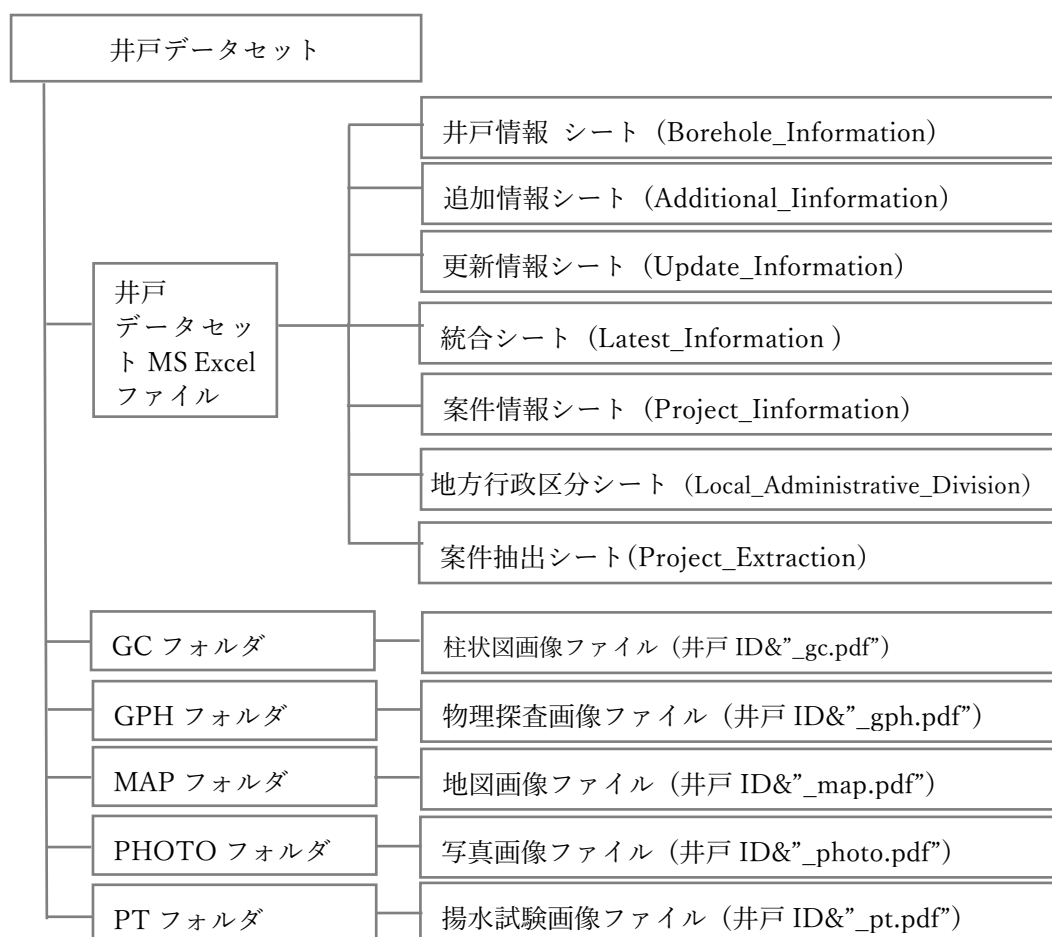 井戸データセット
井戸情報 シート（Borehole_Information）
追加情報シート（Additional_Iinformation）
更新情報シート（Update_Information）
井戸
データセッ
ト MS Excel
ファイル
統合シート（Latest_Information ）
案件情報シート（Project_Iinformation）
地方行政区分シート（Local_Administrative_Division）
案件抽出シート(Project_Extraction）
GC フォルダ
柱状図画像ファイル（井戸 ID&”_gc.pdf”）
GPH フォルダ
物理探査画像ファイル（井戸 ID&”_gph.pdf”）
MAP フォルダ
地図画像ファイル（井戸 ID&”_map.pdf”）
PHOTO フォルダ
写真画像ファイル（井戸 ID&”_photo.pdf”）
PT フォルダ
揚水試験画像ファイル（井戸 ID&”_pt.pdf”）